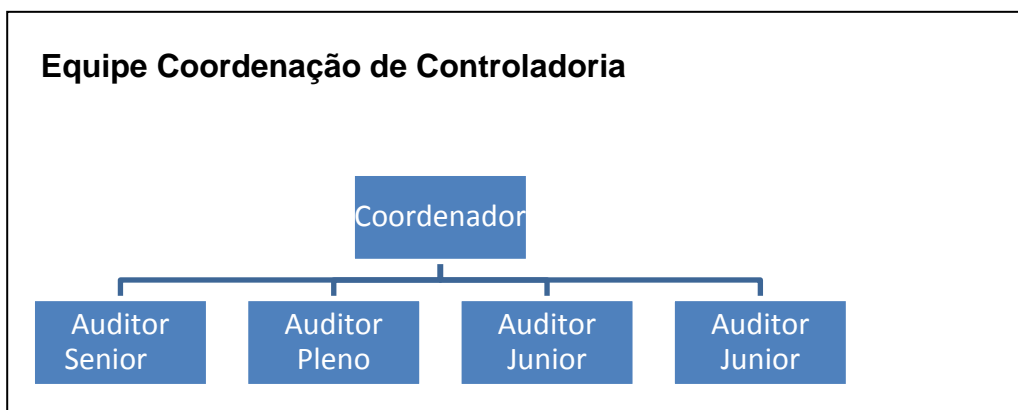 Equipe Coordenação de Controladoria
Coordenador
Auditor
Senior
Auditor
Pleno
Auditor
Junior
Auditor
Junior